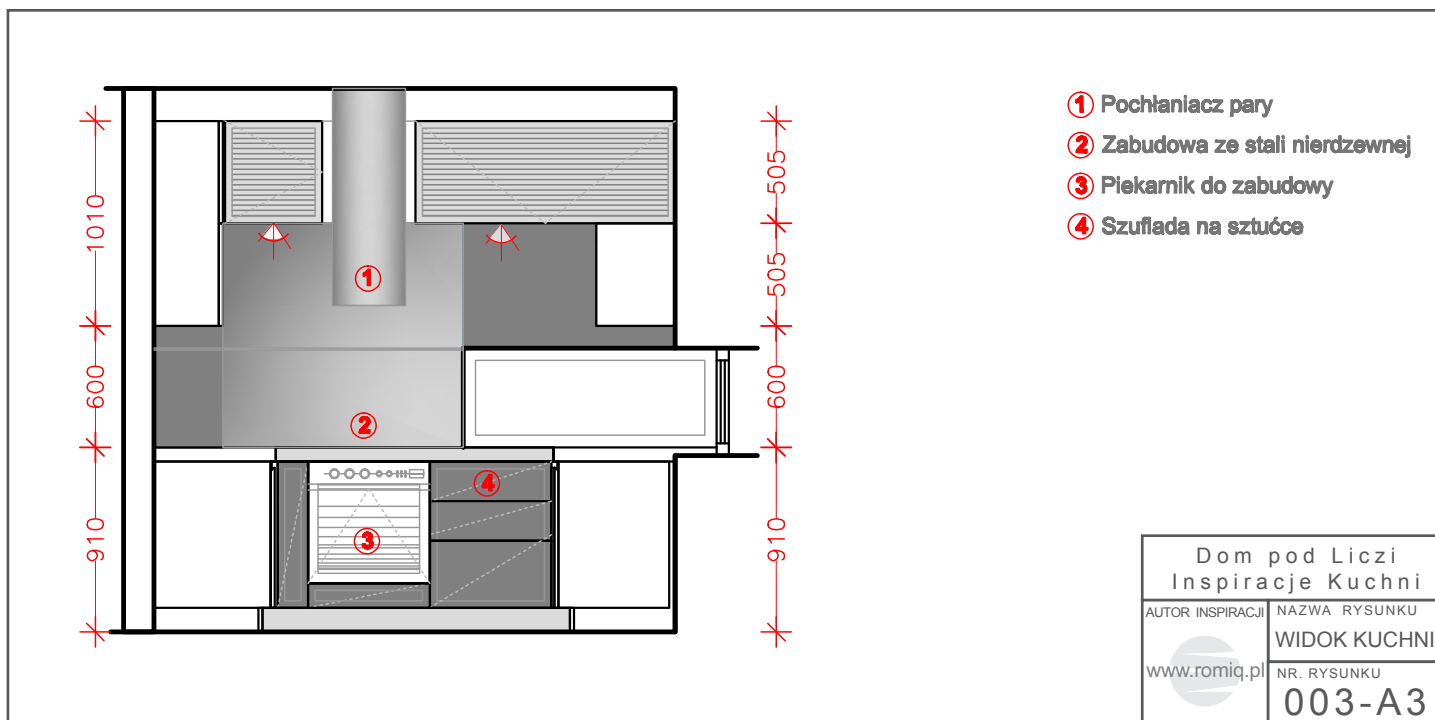 1 Pochłaniacz pary
2 Zabudowa ze stali nierdzewnej
3 Piekarnik do zabudowy
4 Szuflada na sztućce
1010
600
910
505
505
600
910
1
2
3
4
Dom pod Liczi
Inspiracje Kuchni
AUTOR INSPIRACJI
www.romiq.pl
NAZWA RYSUNKU
WIDOK KUCHNI
NR. RYSUNKU
003-A3